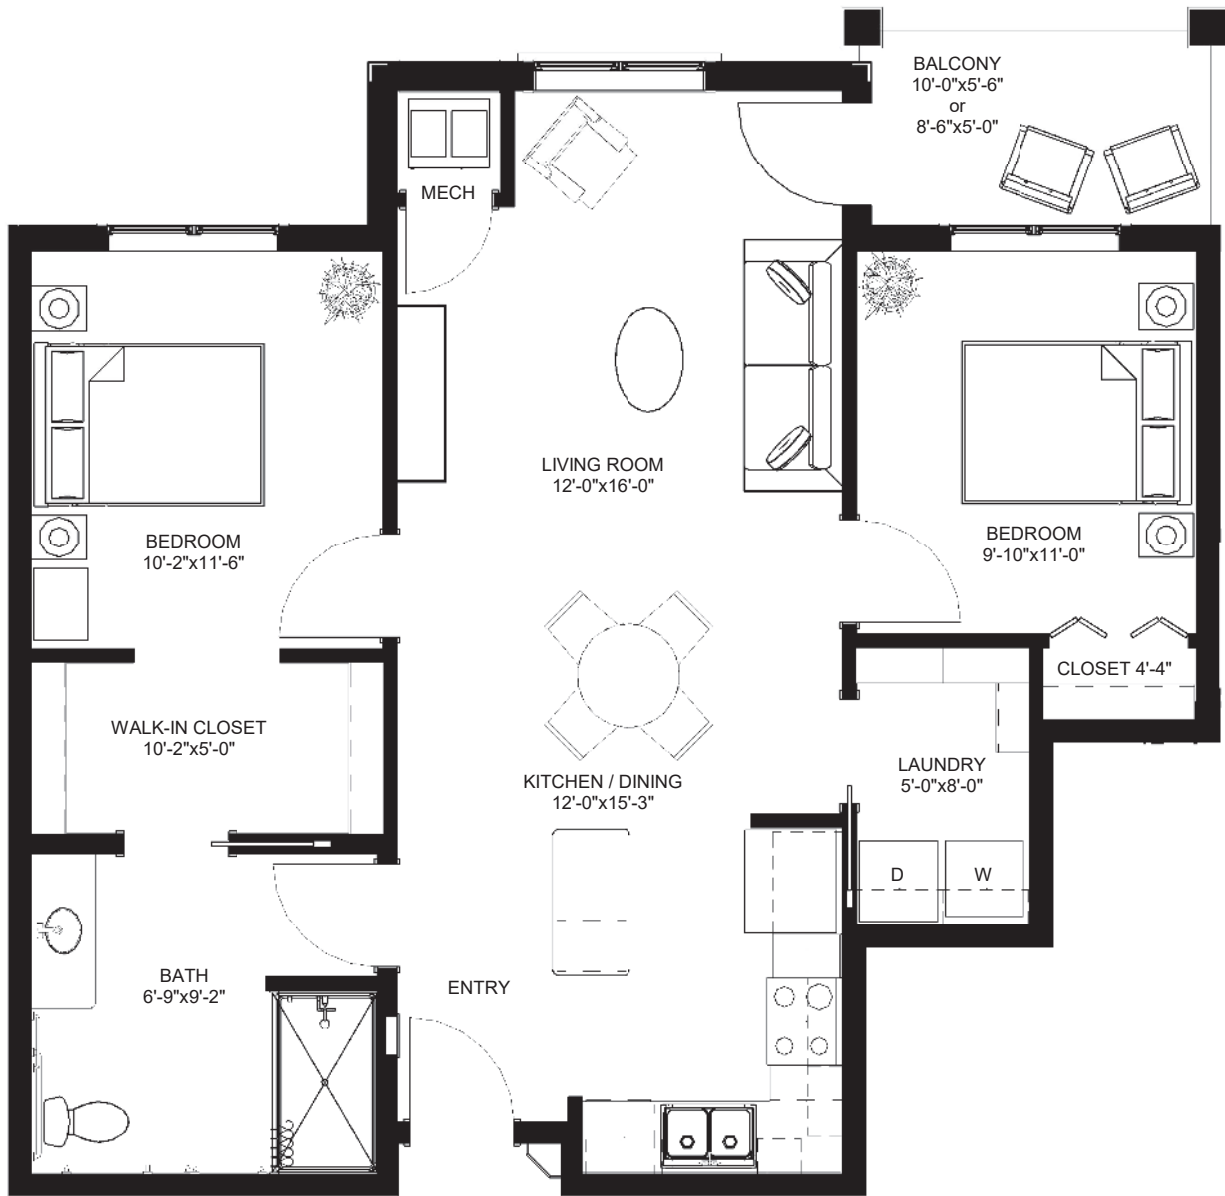 BALCONY
10'-0"x5'-6"
or
8'-6"x5'-0"
MECH
LIVING ROOM
12'-0"x16'-0"
BEDROOM
10'-2"x11'-6"
BEDROOM
9'-10"x11'-0"
CLOSET 4'-4"
WALK-IN CLOSET
10'-2"x5'-0"
KITCHEN / DINING
12'-0"x15'-3"
LAUNDRY
5'-0"x8'-0"
D
W
BATH
6'-9"x9'-2"
ENTRY